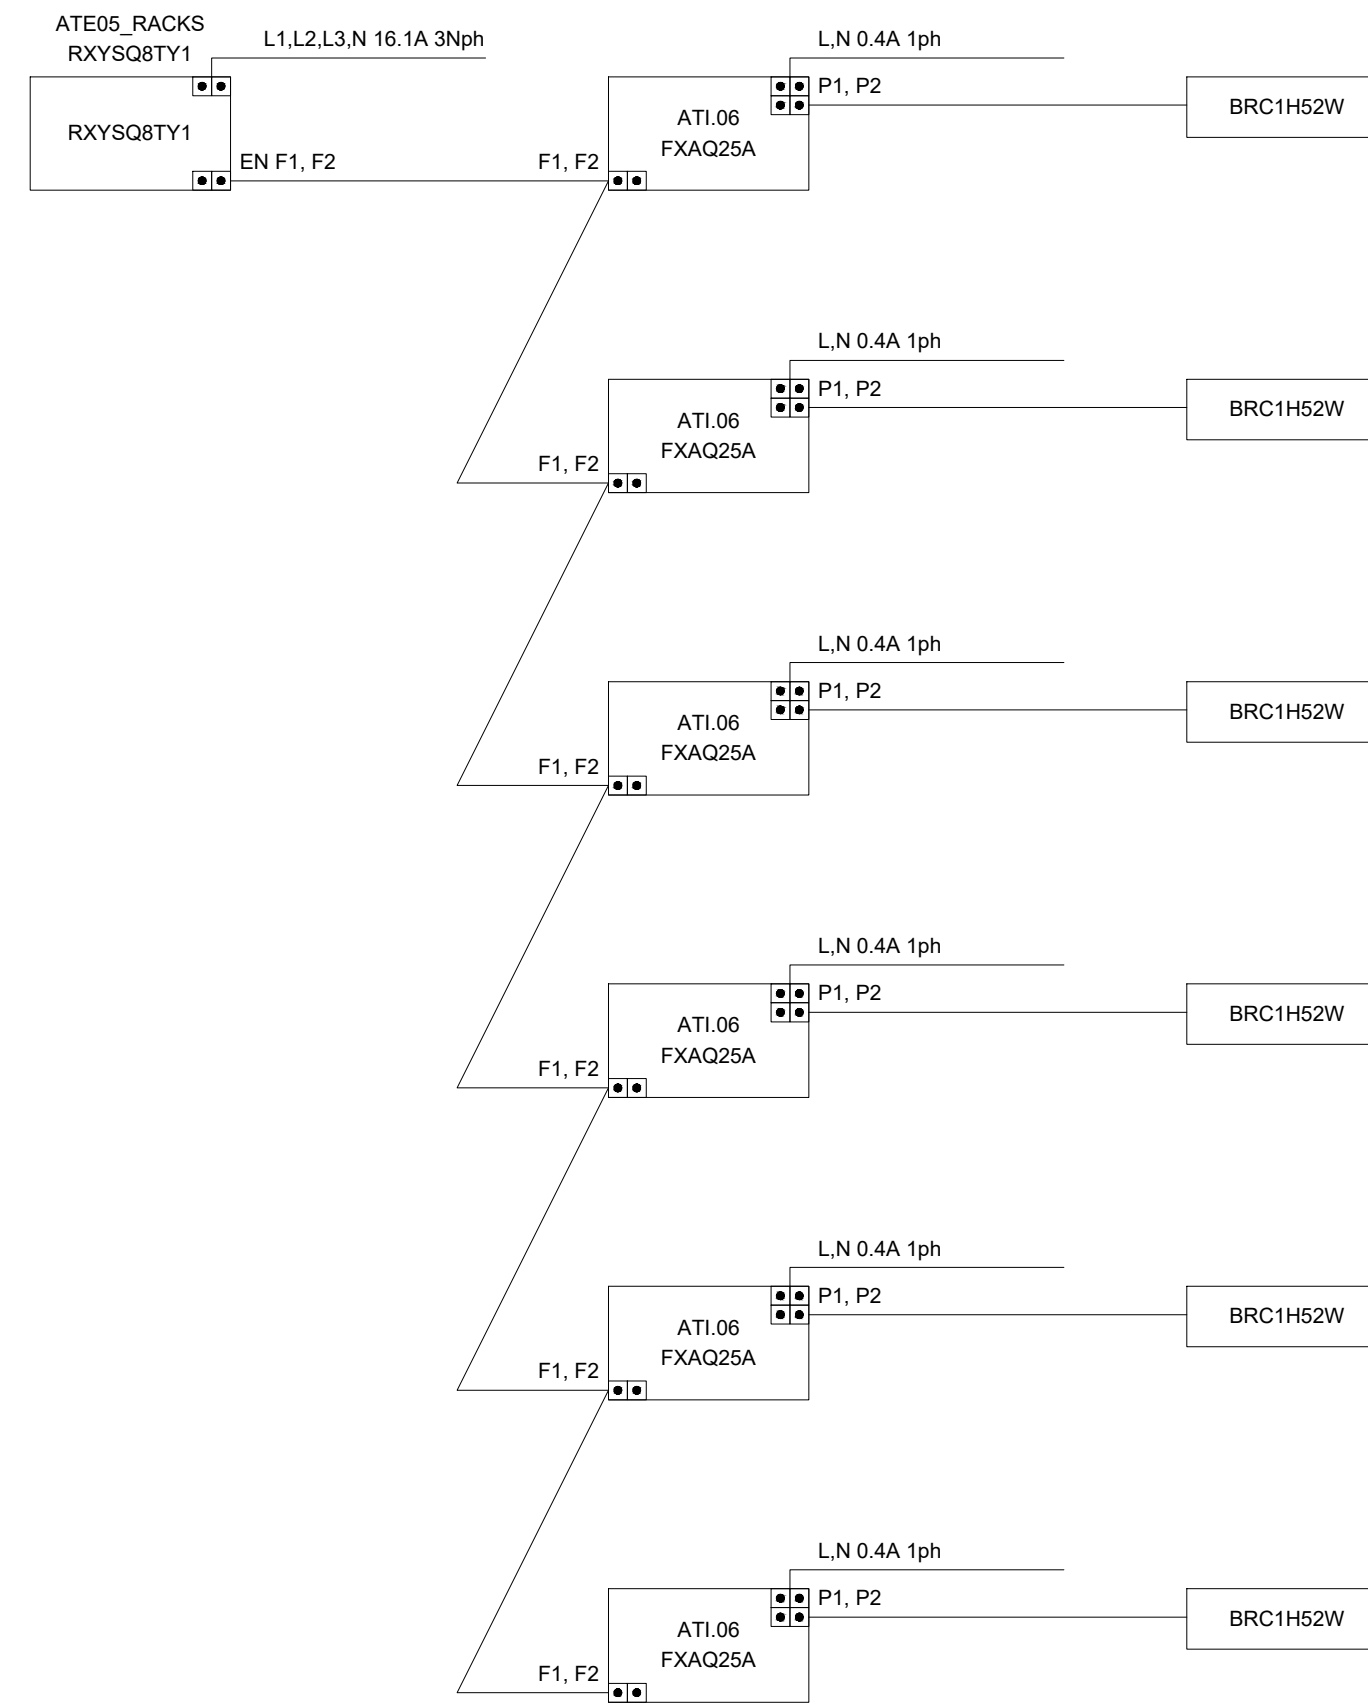 ATE05_RACKS
RXYSQ8TY1
L1,L2,L3,N 16.1A 3Nph
RXYSQ8TY1
EN F1, F2
L,N 0.4A 1ph
P1, P2
ATI.06
FXAQ25A
F1, F2
BRC1H52W
L,N 0.4A 1ph
P1, P2
ATI.06
FXAQ25A
F1, F2
BRC1H52W
L,N 0.4A 1ph
P1, P2
ATI.06
FXAQ25A
F1, F2
BRC1H52W
L,N 0.4A 1ph
P1, P2
ATI.06
FXAQ25A
F1, F2
BRC1H52W
L,N 0.4A 1ph
P1, P2
ATI.06
FXAQ25A
F1, F2
BRC1H52W
L,N 0.4A 1ph
P1, P2
ATI.06
FXAQ25A
F1, F2
BRC1H52W